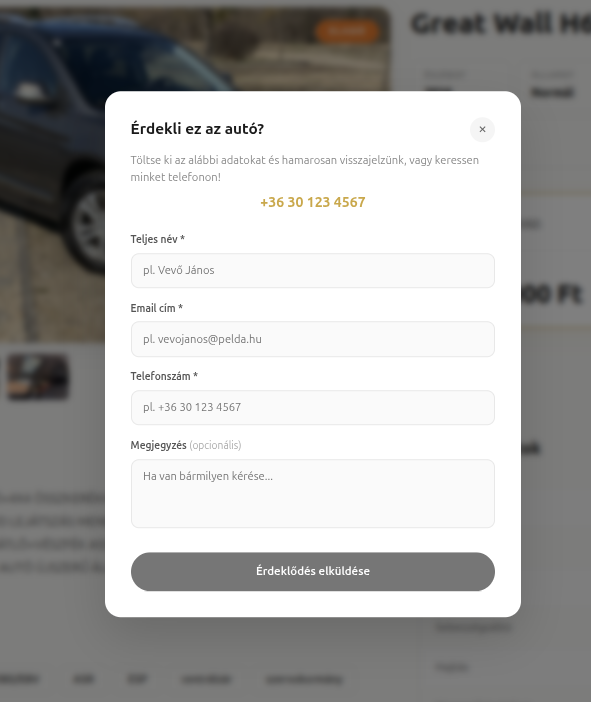 Great Wall H6
Érdekli ez az autó?
×
Töltse ki az alábbi adatokat és hamarosan visszajelzünk, vagy keressen
minket telefonon!
+36 30 123 4567
Teljes név *
pl. Vevő János
Email cím *
pl. vevojanos@pelda.hu
Telefonszám *
pl. +36 30 123 4567
Megjegyzés (opcionális)
Ha van bármilyen kérése...
Érdeklődés elküldése
00 Ft